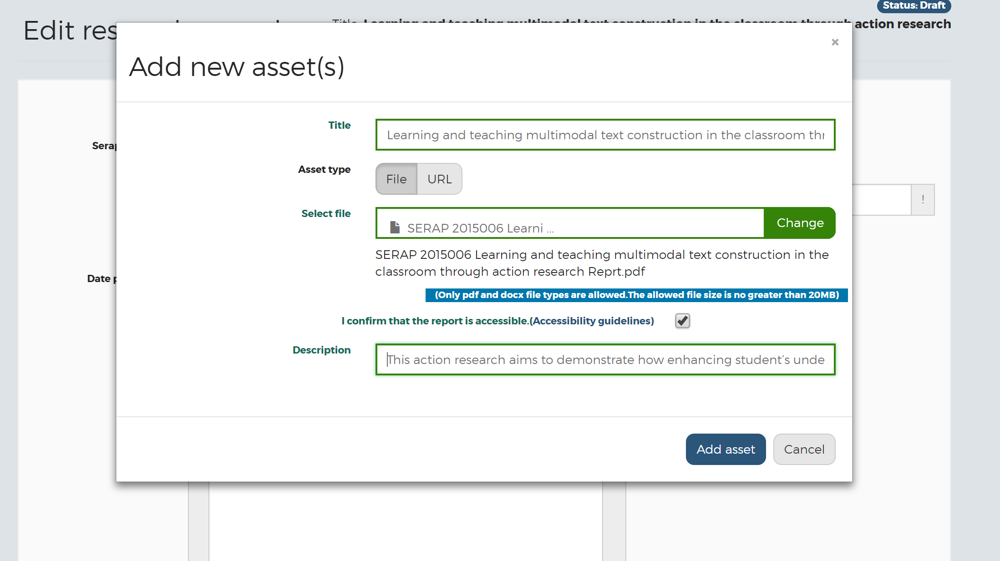 Status: Draft
Edit res
Title Learning and teaching multimodal text construction in the classroom through action research
×
Add new asset(s)
Title
Learning and teaching multimodal text construction in the classroom thr
Serap
Asset type
File URL
!
Select file
SERAP 2015006 Learni ...
Change
SERAP 2015006 Learning and teaching multimodal text construction in the
classroom through action research Reprt.pdf
Date p
(Only pdf and docx file types are allowed.The allowed file size is no greater than 20MB)
I confirm that the report is accessible.(Accessibility guidelines)
Description
This action research aims to demonstrate how enhancing student’s unde
Add asset
Cancel